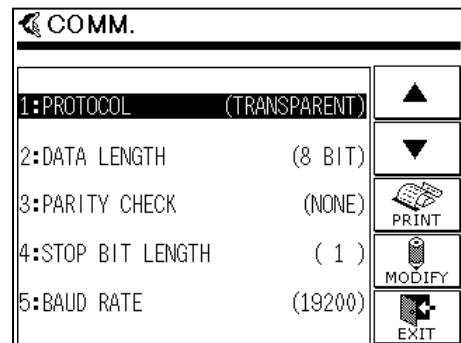 COMM.
1:PROTOCOL (TRANSPARENT)
2:DATA LENGTH (8 BIT)
3:PARITY CHECK (NONE)
PRINT
4:STOP BIT LENGTH ( 1 )
MODIFY
5:BAUD RATE (19200)
EXIT